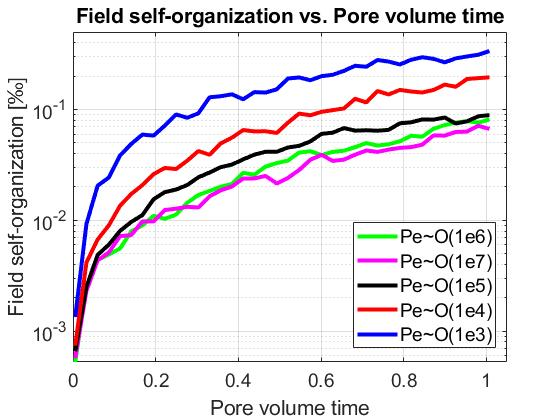 Field self-organization vs. Pore volume time
Field self-organization [‰]
10⁻¹
10⁻²
10⁻³
Pe~O(1e6)
Pe~O(1e7)
Pe~O(1e5)
Pe~O(1e4)
Pe~O(1e3)
0 0.2 0.4 0.6 0.8 1
Pore volume time